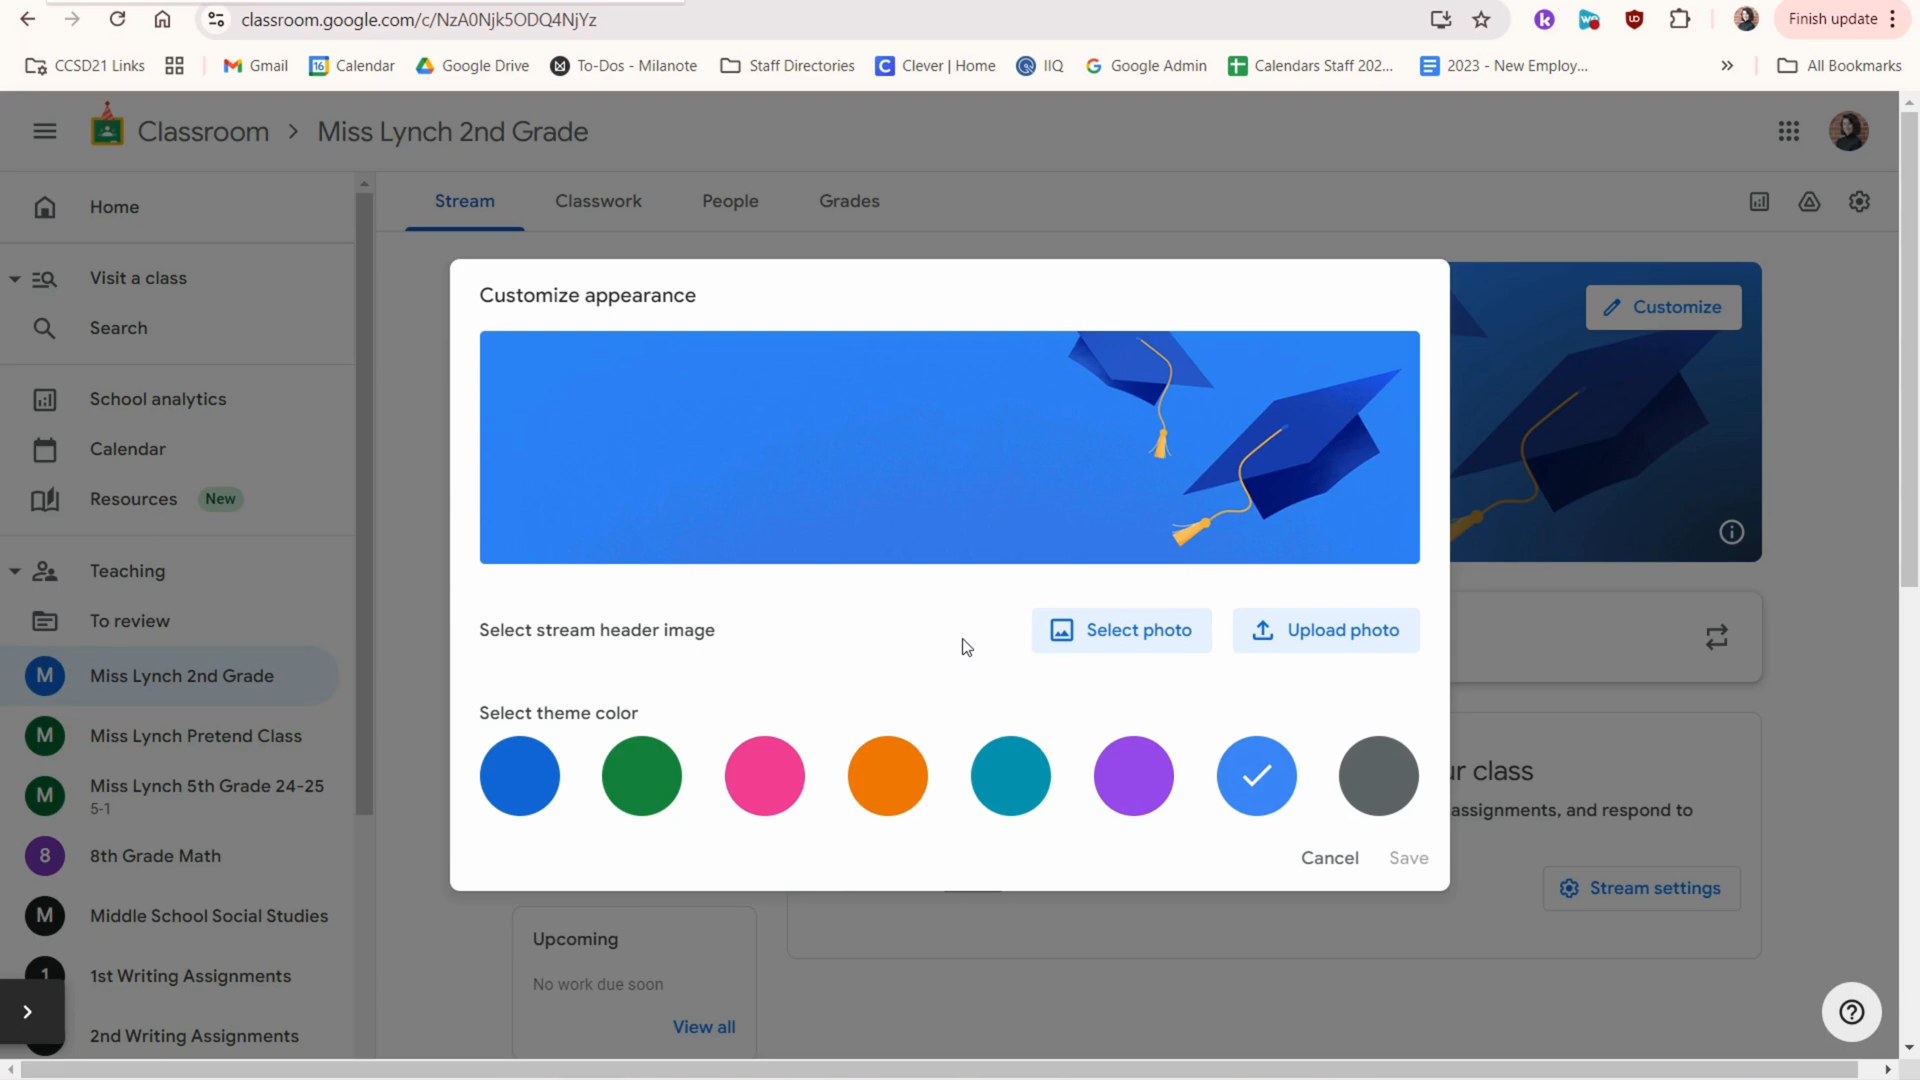 classroom.google.com/c/NzA0Njk5ODQ4NjYz
Finish update
CCSD21 Links
Gmail
Calendar
Google Drive
To-Dos - Milanote
Staff Directories
Clever | Home
IIQ
Google Admin
Calendars Staff 202...
2023 - New Employ...
All Bookmarks
Classroom > Miss Lynch 2nd Grade
Home
Stream
Classwork
People
Grades
Visit a class
Search
School analytics
Calendar
Resources New
Teaching
To review
M Miss Lynch 2nd Grade
M Miss Lynch Pretend Class
M Miss Lynch 5th Grade 24-25
5-1
8 8th Grade Math
M Middle School Social Studies
1 1st Writing Assignments
2nd Writing Assignments
Customize appearance
Customize
Select stream header image
Select photo
Upload photo
Select theme color
Cancel
Save
ur class
assignments, and respond to
Stream settings
Upcoming
No work due soon
View all